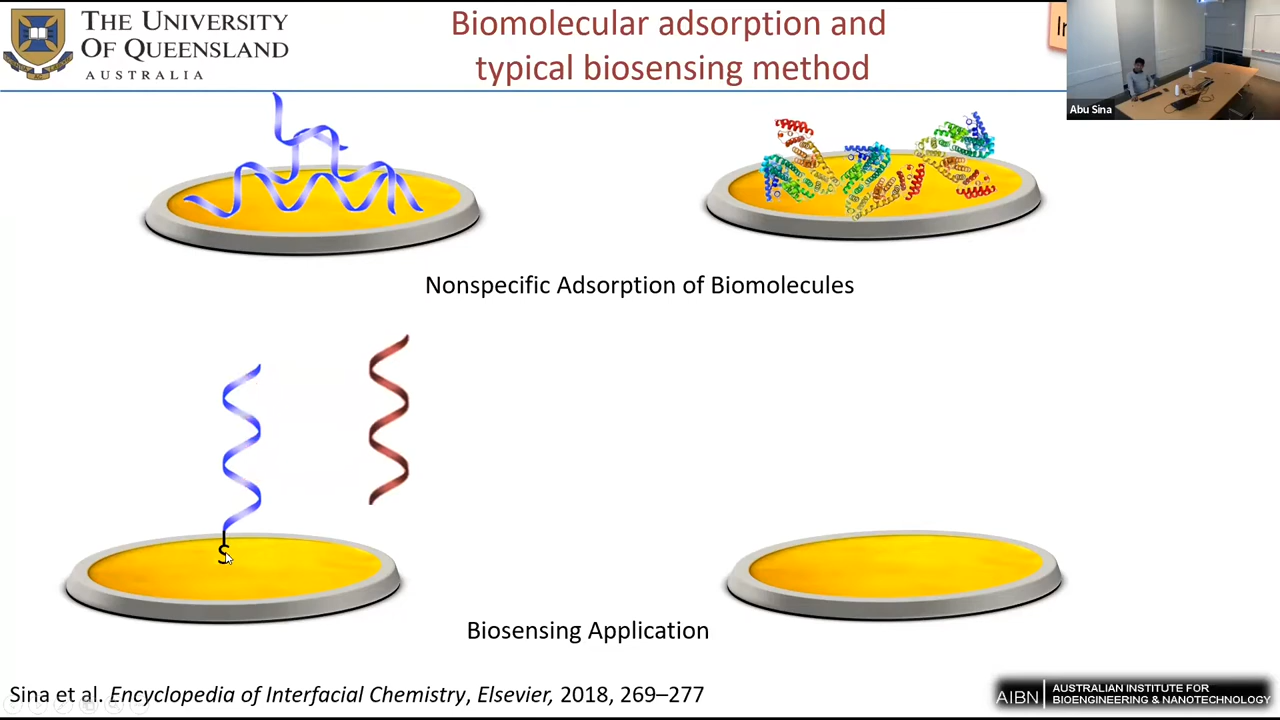 THE UNIVERSITY
OF QUEENSLAND
AUSTRALIA
Biomolecular adsorption and
typical biosensing method
Abu Sina
Nonspecific Adsorption of Biomolecules
S
Biosensing Application
Sina et al. Encyclopedia of Interfacial Chemistry, Elsevier, 2018, 269–277
AIBN
AUSTRALIAN INSTITUTE FOR
BIOENGINEERING & NANOTECHNOLOGY